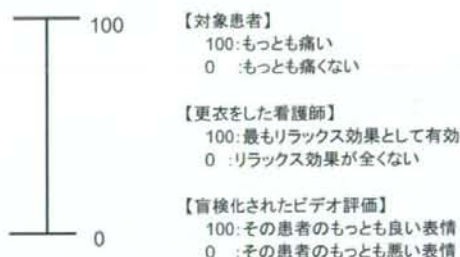 100
0
【対象患者】
100:もっとも痛い
0 :もっとも痛くない
【更衣をした看護師】
100:最もリラックス効果として有効
0 :リラックス効果が全くない
【盲検化されたビデオ評価】
100:その患者のもっとも良い表情
0 :その患者のもっとも悪い表情